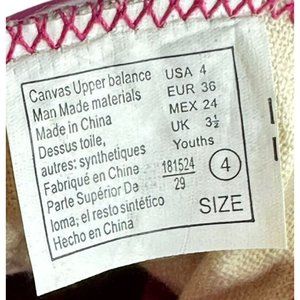 Canvas Upper balance
Man Made materials
Made in China
Dessus toile,
autres: synthetiques
Fabriqué en Chine
Parle Superior De
loma; el resto sintético
Hecho en China
USA 4
EUR 36
MEX 24
UK 3½
Youths
181524
29
4
SIZE